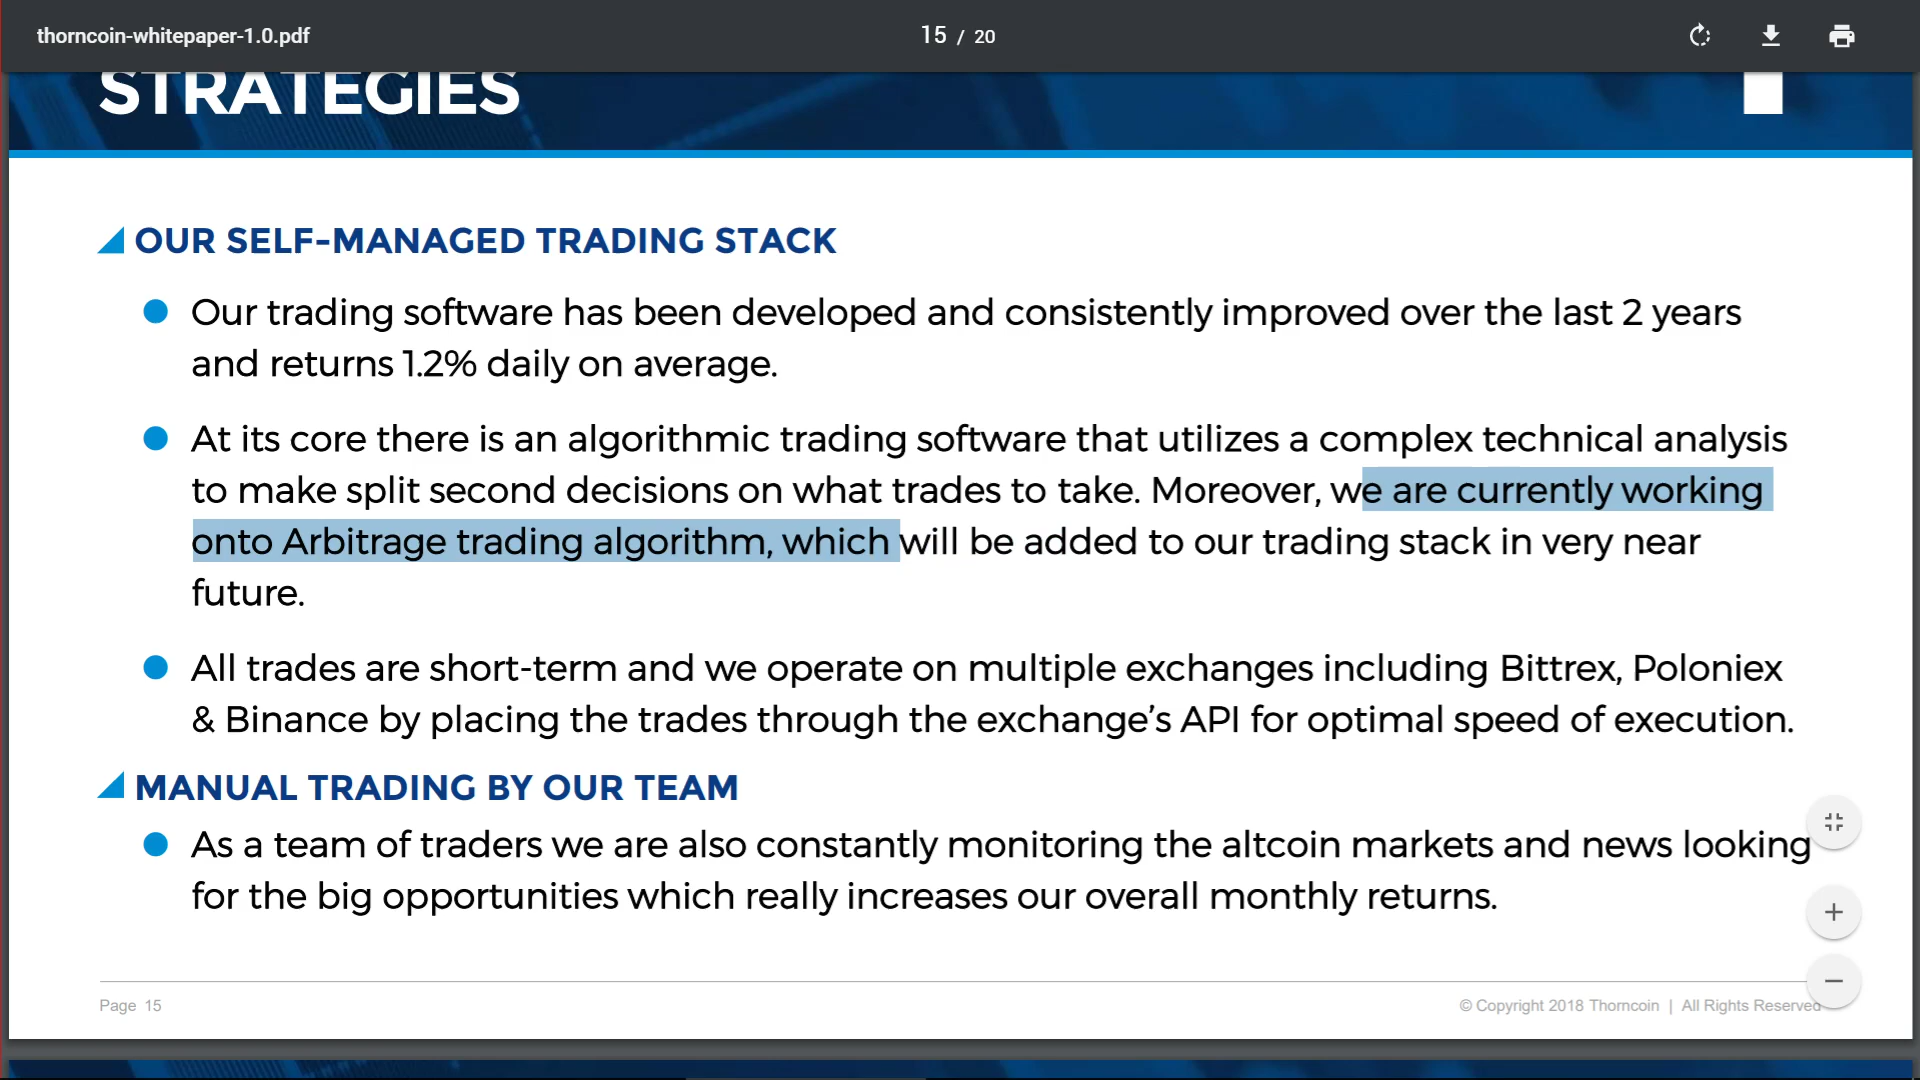 thorncoin-whitepaper-1.0.pdf
15 / 20
STRATEGIES
OUR SELF-MANAGED TRADING STACK
Our trading software has been developed and consistently improved over the last 2 years
and returns 1.2% daily on average.
At its core there is an algorithmic trading software that utilizes a complex technical analysis
to make split second decisions on what trades to take. Moreover, we are currently working
onto Arbitrage trading algorithm, which will be added to our trading stack in very near
future.
All trades are short-term and we operate on multiple exchanges including Bittrex, Poloniex
& Binance by placing the trades through the exchange’s API for optimal speed of execution.
MANUAL TRADING BY OUR TEAM
As a team of traders we are also constantly monitoring the altcoin markets and news looking
for the big opportunities which really increases our overall monthly returns.
Page 15
© Copyright 2018 Thorncoin | All Rights Reserved